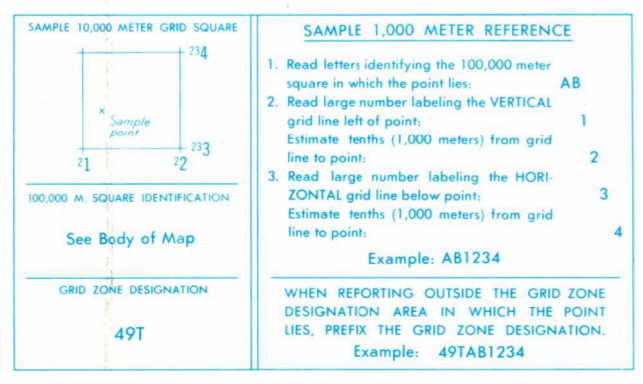 SAMPLE 10,000 METER GRID SQUARE
234
×
Sample
point
233
21
22
100,000 M. SQUARE IDENTIFICATION
See Body of Map
GRID ZONE DESIGNATION
49T
SAMPLE 1,000 METER REFERENCE
1. Read letters identifying the 100,000 meter
square in which the point lies: AB
2. Read large number labeling the VERTICAL
grid line left of point: 1
Estimate tenths (1,000 meters) from grid
line to point: 2
3. Read large number labeling the HORI-
ZONTAL grid line below point: 3
Estimate tenths (1,000 meters) from grid
line to point: 4
Example: AB1234
WHEN REPORTING OUTSIDE THE GRID ZONE
DESIGNATION AREA IN WHICH THE POINT
LIES, PREFIX THE GRID ZONE DESIGNATION.
Example: 49TAB1234